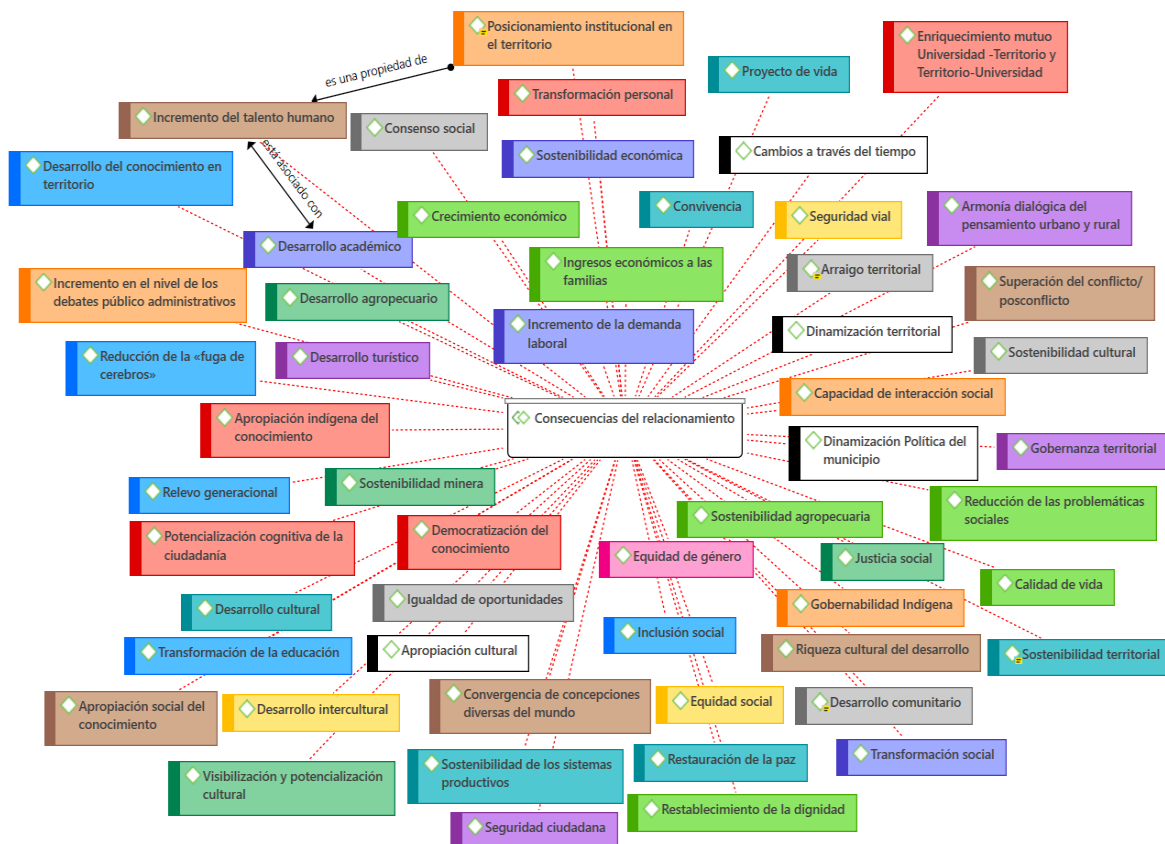 Posicionamiento institucional en
el territorio
Enriquecimiento mutuo
Universidad -Territorio y
Territorio-Universidad
es una propiedad de
Proyecto de vida
Transformación personal
Incremento del talento humano
Consenso social
está asociado con
Sostenibilidad económica
Cambios a través del tiempo
Desarrollo del conocimiento en
territorio
Crecimiento económico
Convivencia
Seguridad vial
Armonía dialógica del
pensamiento urbano y rural
Desarrollo académico
Ingresos económicos a las
familias
Arraigo territorial
Superación del conflicto/
posconflicto
Incremento en el nivel de los
debates público administrativos
Desarrollo agropecuario
Incremento de la demanda
laboral
Dinamización territorial
Sostenibilidad cultural
Reducción de la «fuga de
cerebros»
Desarrollo turístico
Capacidad de interacción social
Apropiación indígena del
conocimiento
Consecuencias del relacionamiento
Dinamización Política del
municipio
Gobernanza territorial
Relevo generacional
Sostenibilidad minera
Reducción de las problemáticas
sociales
Sostenibilidad agropecuaria
Potencialización cognitiva de la
ciudadanía
Democratización del
conocimiento
Equidad de género
Justicia social
Calidad de vida
Desarrollo cultural
Igualdad de oportunidades
Gobernabilidad Indígena
Transformación de la educación
Apropiación cultural
Inclusión social
Riqueza cultural del desarrollo
Sostenibilidad territorial
Apropiación social del
conocimiento
Desarrollo intercultural
Convergencia de concepciones
diversas del mundo
Equidad social
Desarrollo comunitario
Visibilización y potencialización
cultural
Sostenibilidad de los sistemas
productivos
Restauración de la paz
Transformación social
Restablecimiento de la dignidad
Seguridad ciudadana